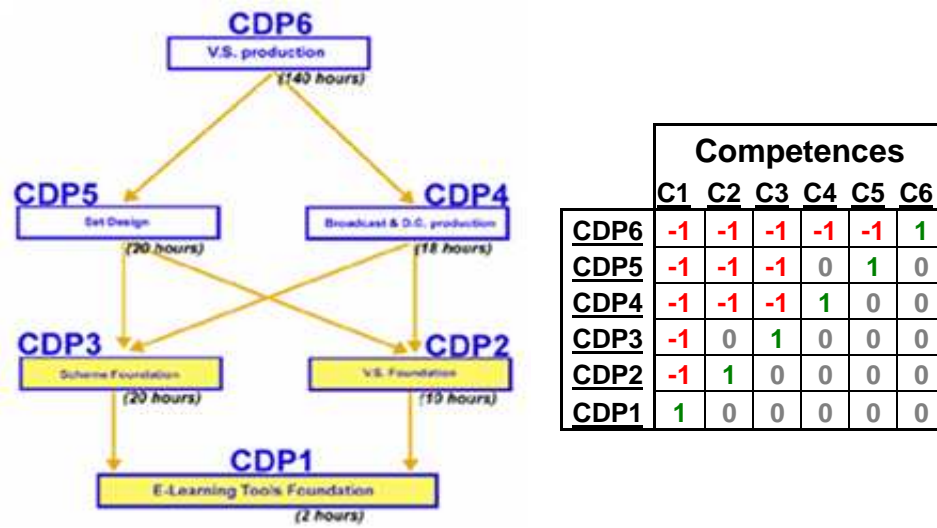 CDP6
V.S. production
(140 hours)
CDP5
CDP4
Set Design
Broadcast & D.C. production
(20 hours)
(18 hours)
CDP3
CDP2
Scheme Foundation
V.S. Foundation
(20 hours)
(10 hours)
CDP1
E-Learning Tools Foundation
(2 hours)
Competences
C1 C2 C3 C4 C5 C6
CDP6 -1 -1 -1 -1 -1 1
CDP5 -1 -1 -1 0 1 0
CDP4 -1 -1 -1 1 0 0
CDP3 -1 0 1 0 0 0
CDP2 -1 1 0 0 0 0
CDP1 1 0 0 0 0 0